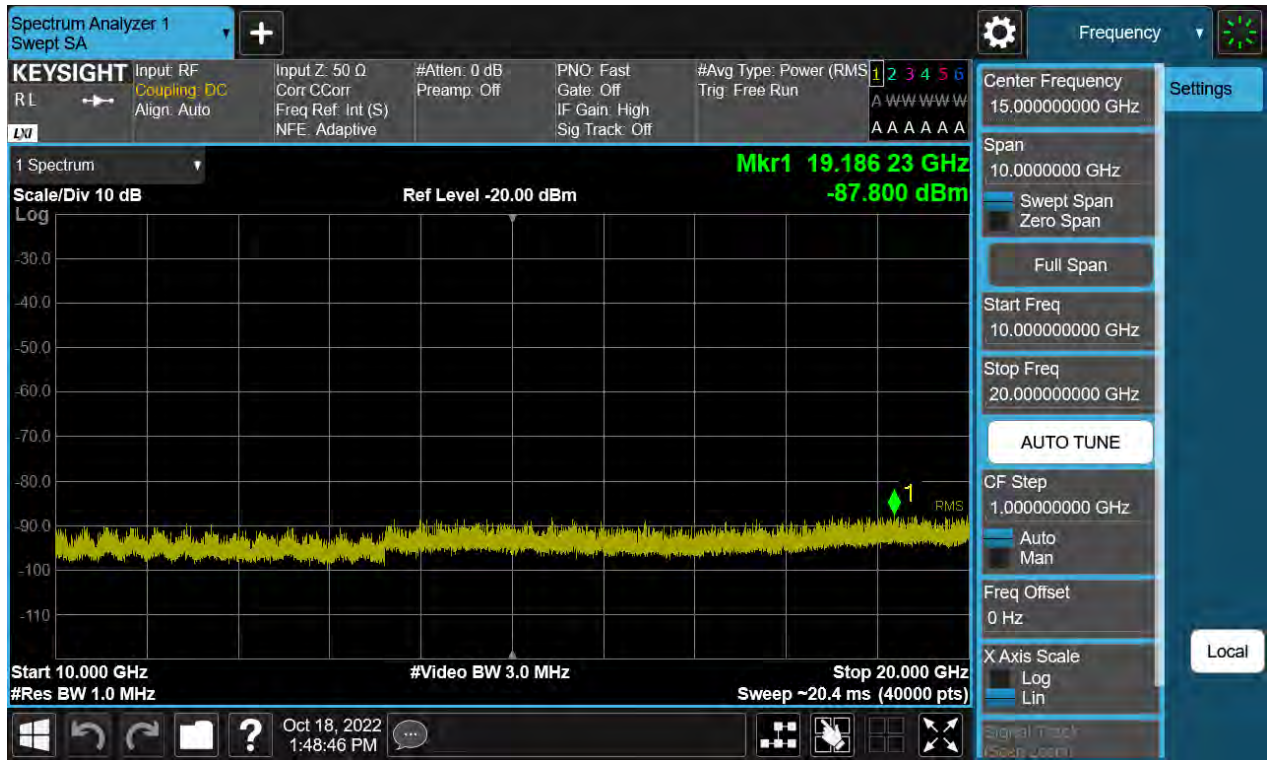 Spectrum Analyzer 1
Swept SA
Frequency
KEYSIGHT
RL
LXI
Input: RF
Coupling: DC
Align: Auto
Input Z: 50 Ω
Corr CCorr
Freq Ref: Int (S)
NFE: Adaptive
#Atten: 0 dB
Preamp: Off
PNO: Fast
Gate: Off
IF Gain: High
Sig Track: Off
#Avg Type: Power (RMS
Trig: Free Run
1 2 3 4 5 6
A W W W W W
A A A A A A
1 Spectrum
Scale/Div 10 dB
Ref Level -20.00 dBm
Mkr1 19.186 23 GHz
-87.800 dBm
Log
-30.0
-40.0
-50.0
-60.0
-70.0
-80.0
-90.0
-100
-110
1
RMS
Start 10.000 GHz
#Res BW 1.0 MHz
#Video BW 3.0 MHz
Stop 20.000 GHz
Sweep ~20.4 ms (40000 pts)
Center Frequency
15.000000000 GHz
Span
10.0000000 GHz
Swept Span
Zero Span
Full Span
Start Freq
10.000000000 GHz
Stop Freq
20.000000000 GHz
AUTO TUNE
CF Step
1.000000000 GHz
Auto
Man
Freq Offset
0 Hz
X Axis Scale
Log
Lin
Signal Track
(Span Zoom)
Settings
Local
?
Oct 18, 2022
1:48:46 PM